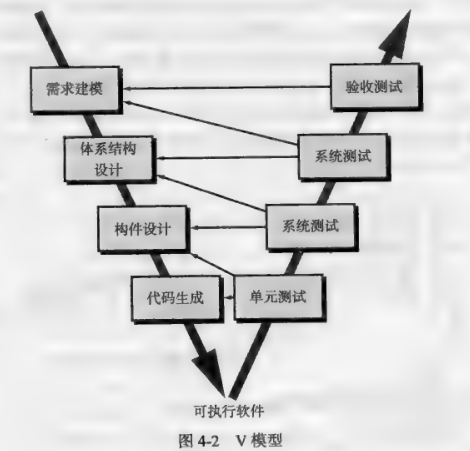 需求建模
验收测试
体系结构
设计
系统测试
构件设计
系统测试
代码生成
单元测试
可执行软件
图 4-2 V 模型